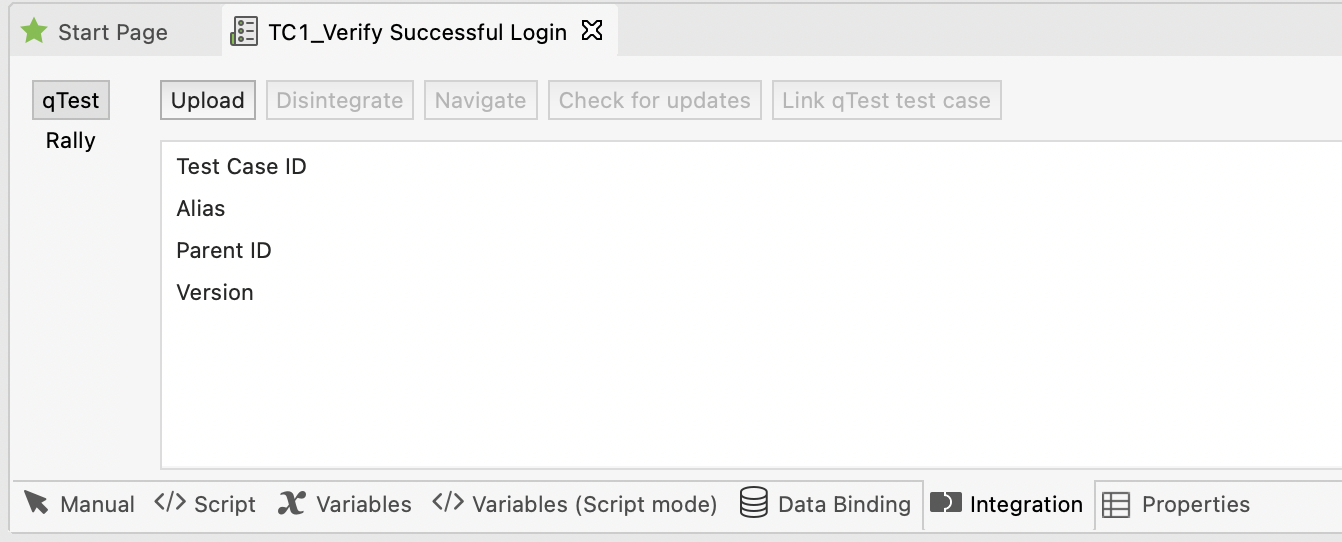 Start Page TC1_Verify Successful Login
qTest Upload Disintegrate Navigate Check for updates Link qTest test case
Rally
Test Case ID
Alias
Parent ID
Version
Manual </> Script Variables </> Variables (Script mode) Data Binding Integration Properties